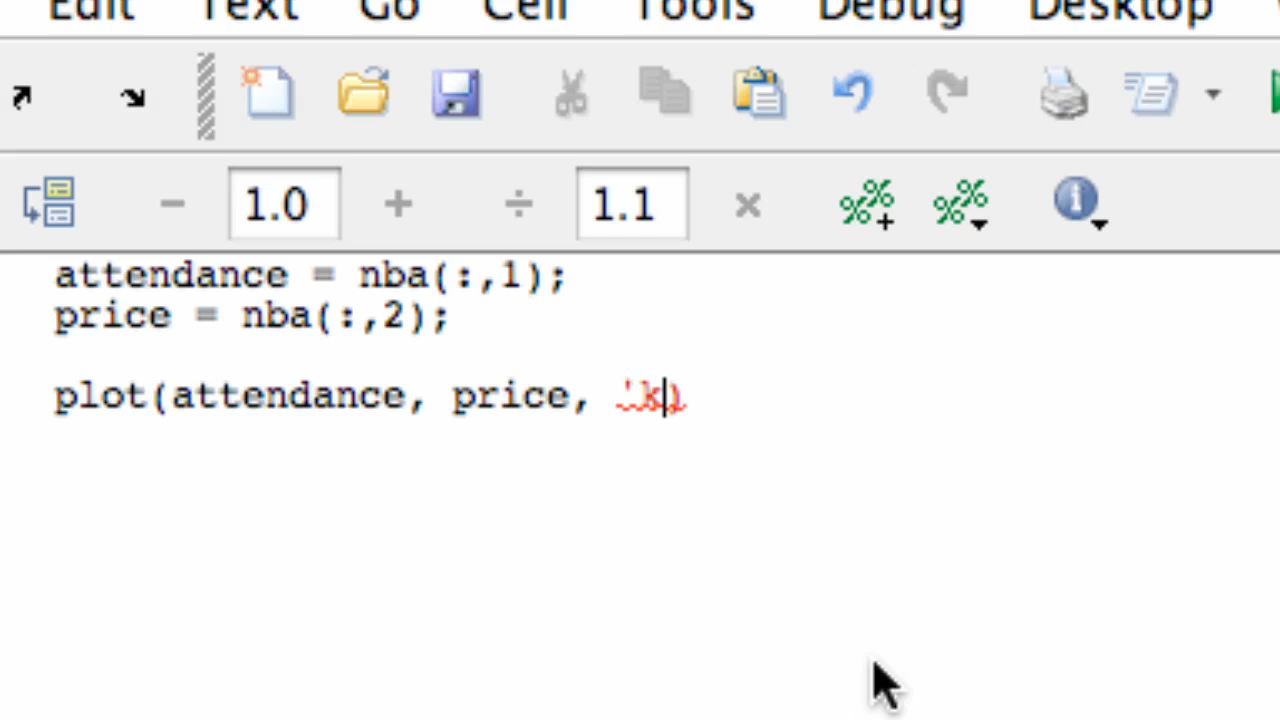 Edit Text Go Cell Tools Debug Desktop
− 1.0 + ÷ 1.1 ×
attendance = nba(:,1);
price = nba(:,2);
plot(attendance, price, 'k)